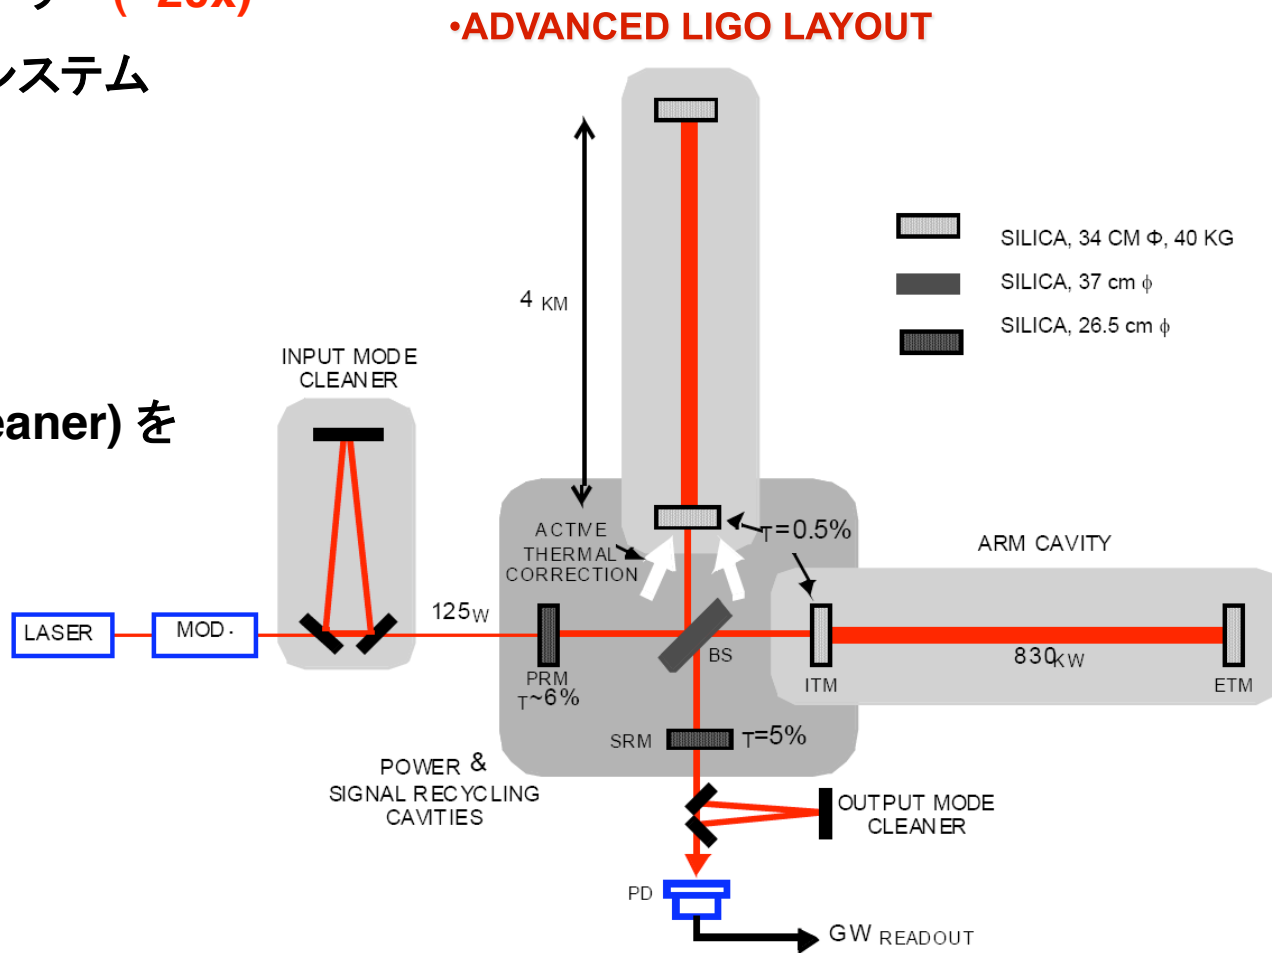 •ADVANCED LIGO LAYOUT
システム
4 KM
SILICA, 34 CM Φ, 40 KG
SILICA, 37 cm ϕ
SILICA, 26.5 cm ϕ
INPUT MODE
CLEANER
eaner) を
ACTIVE
THERMAL
CORRECTION
T=0.5%
ARM CAVITY
LASER
MOD.
125W
BS
830KW
PRM
T~6%
ITM
ETM
SRM
T=5%
POWER &
SIGNAL RECYCLING
CAVITIES
OUTPUT MODE
CLEANER
PD
GW READOUT